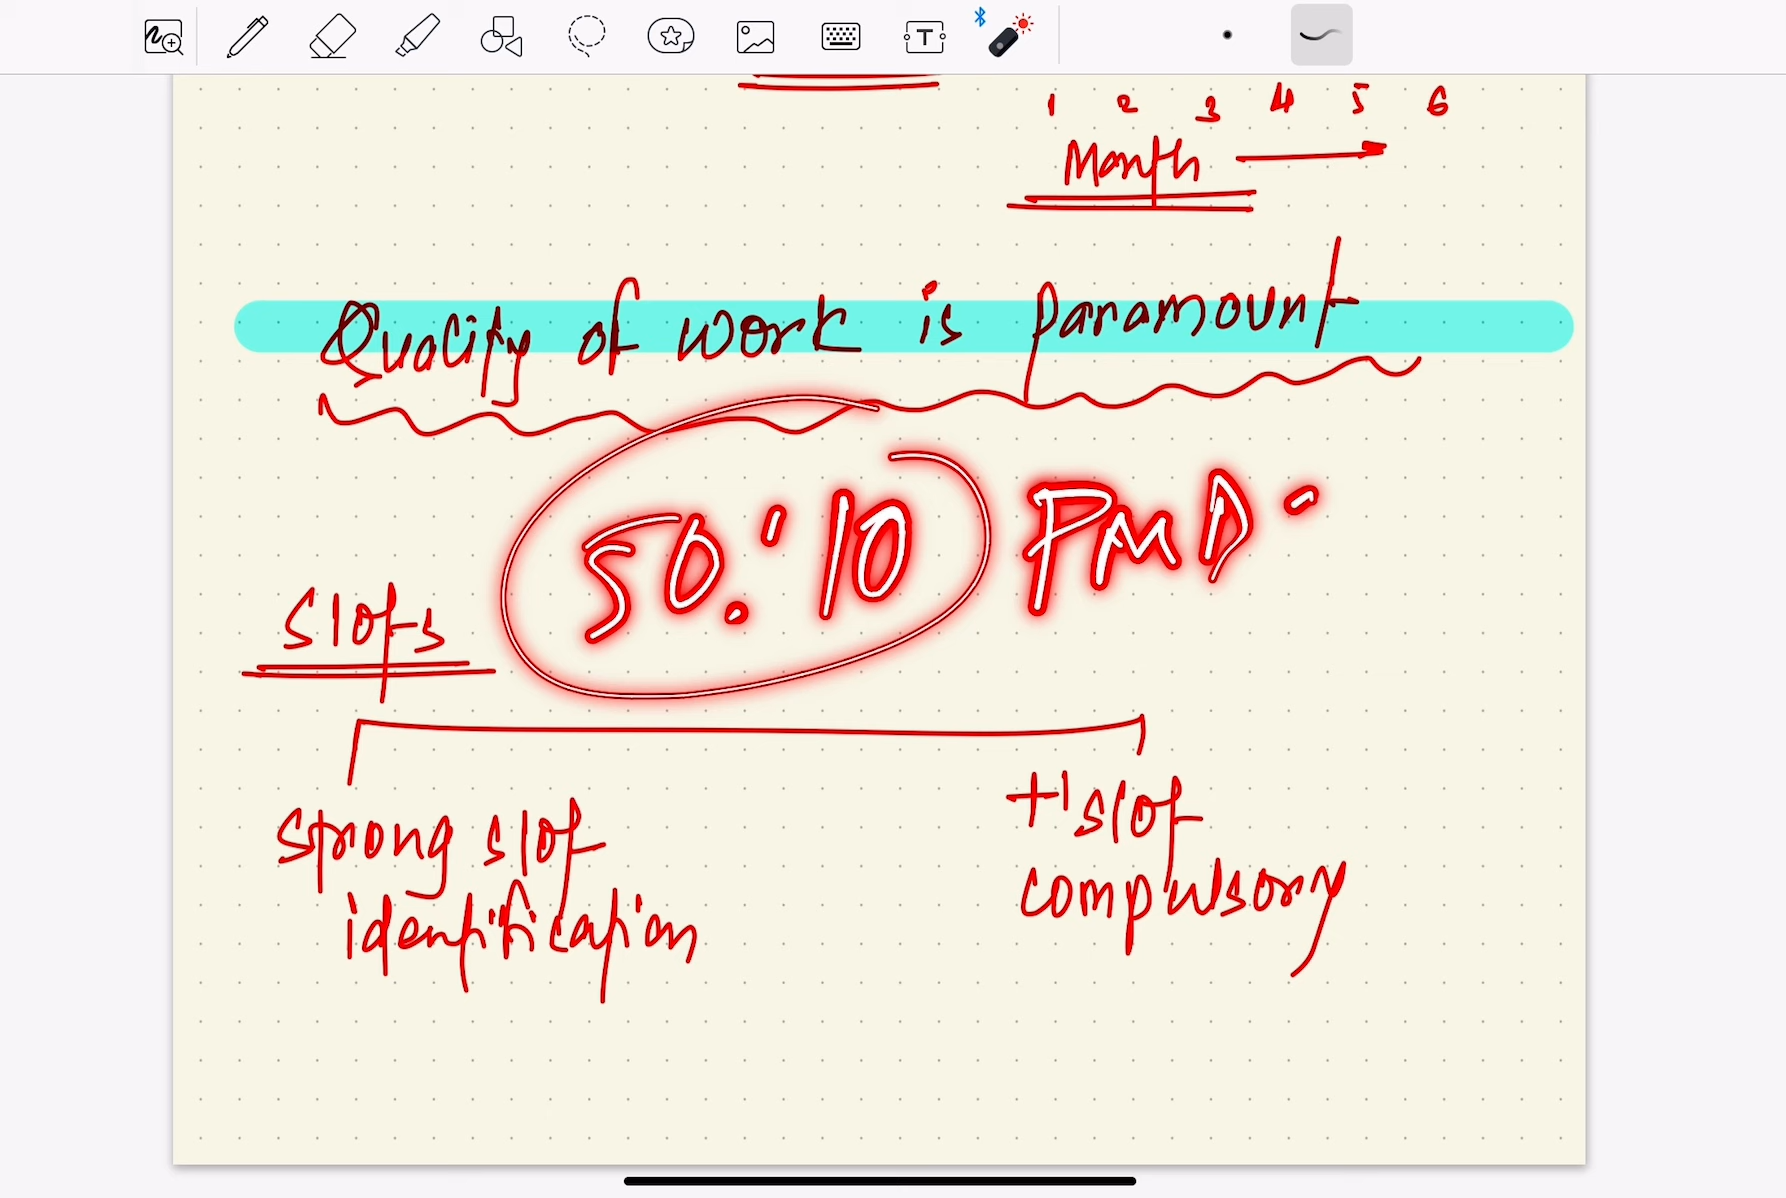 1 2 3 4 5 6
Month
Quality of work is paramount
50:10 PMD.
Slots
strong slot
identification
+1 slot
compulsory